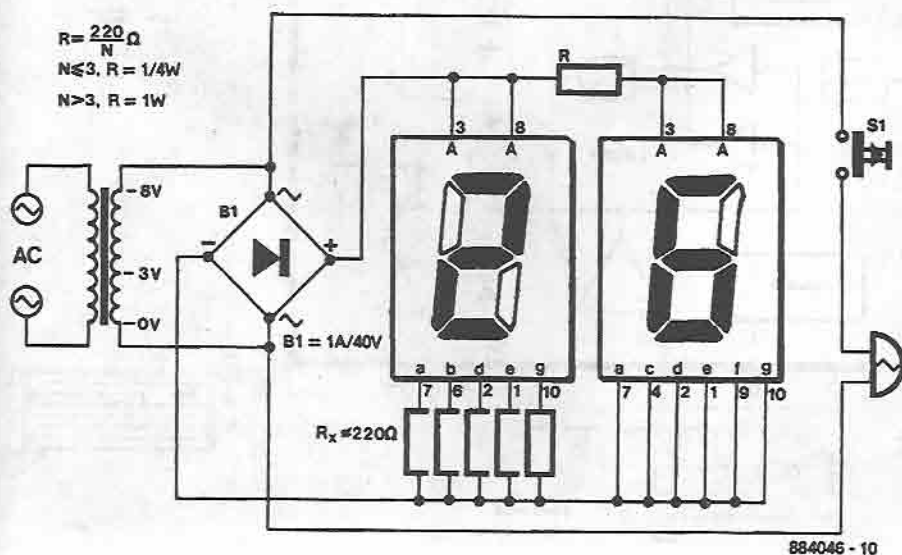 R = 220/N Ω
N⩽3, R = 1/4W
N>3, R = 1W
R
3 8 3 8
A A A A
S1
-8V
B1
~
- +
AC
-3V
-0V
~
B1 = 1A/40V
a b d e g a c d e f g
7 6 2 1 10 7 4 2 1 9 10
Rx = 220Ω
884046 - 10